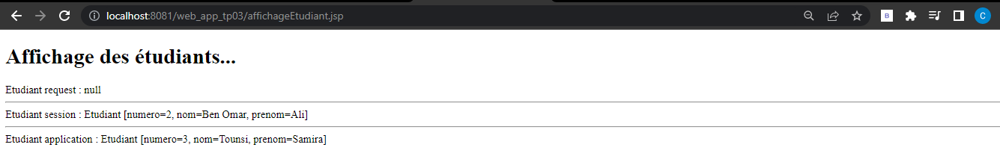 localhost:8081/web_app_tp03/affichageEtudiant.jsp
B
C
Affichage des étudiants...
Etudiant request : null
Etudiant session : Etudiant [numero=2, nom=Ben Omar, prenom=Ali]
Etudiant application : Etudiant [numero=3, nom=Tounsi, prenom=Samira]